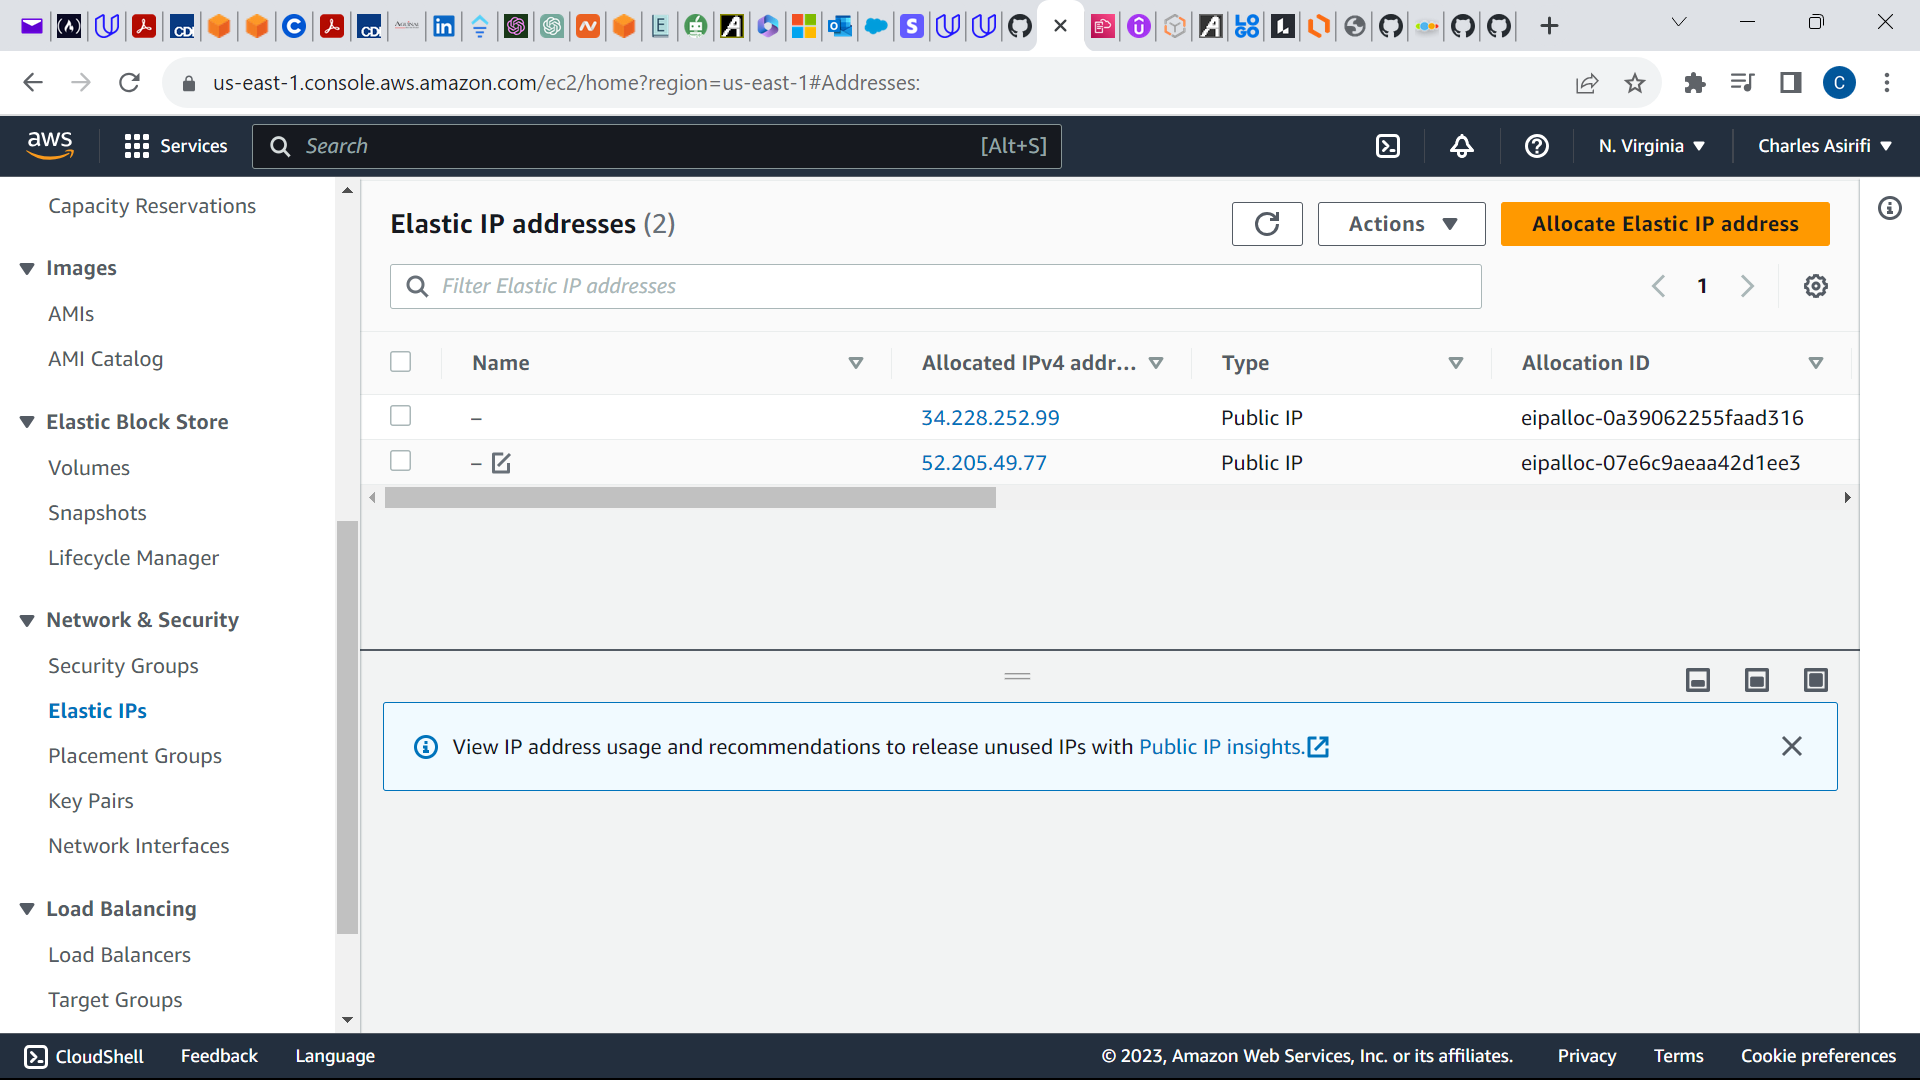 us-east-1.console.aws.amazon.com/ec2/home?region=us-east-1#Addresses:
C
aws
Services
Search
[Alt+S]
N. Virginia
Charles Asirifi
Capacity Reservations
Images
AMIs
AMI Catalog
Elastic Block Store
Volumes
Snapshots
Lifecycle Manager
Network & Security
Security Groups
Elastic IPs
Placement Groups
Key Pairs
Network Interfaces
Load Balancing
Load Balancers
Target Groups
Elastic IP addresses (2)
Actions
Allocate Elastic IP address
Filter Elastic IP addresses
1
Name
Allocated IPv4 addr...
Type
Allocation ID
–
34.228.252.99
Public IP
eipalloc-0a39062255faad316
–
52.205.49.77
Public IP
eipalloc-07e6c9aeaa42d1ee3
View IP address usage and recommendations to release unused IPs with Public IP insights.
CloudShell
Feedback
Language
© 2023, Amazon Web Services, Inc. or its affiliates.
Privacy
Terms
Cookie preferences